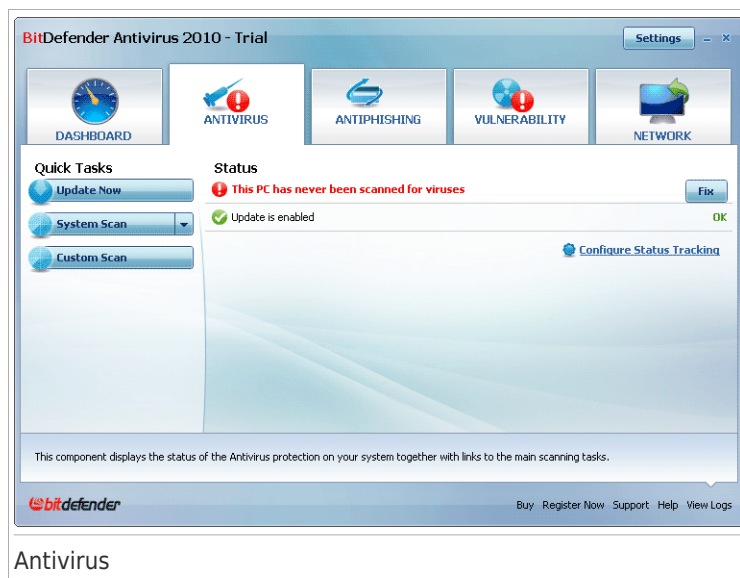 BitDefender Antivirus 2010 - Trial
Settings
DASHBOARD
ANTIVIRUS
ANTIPHISHING
VULNERABILITY
NETWORK
Quick Tasks
Update Now
System Scan
Custom Scan
Status
This PC has never been scanned for viruses
Fix
Update is enabled
OK
Configure Status Tracking
This component displays the status of the Antivirus protection on your system together with links to the main scanning tasks.
bitdefender
Buy Register Now Support Help View Logs
Antivirus